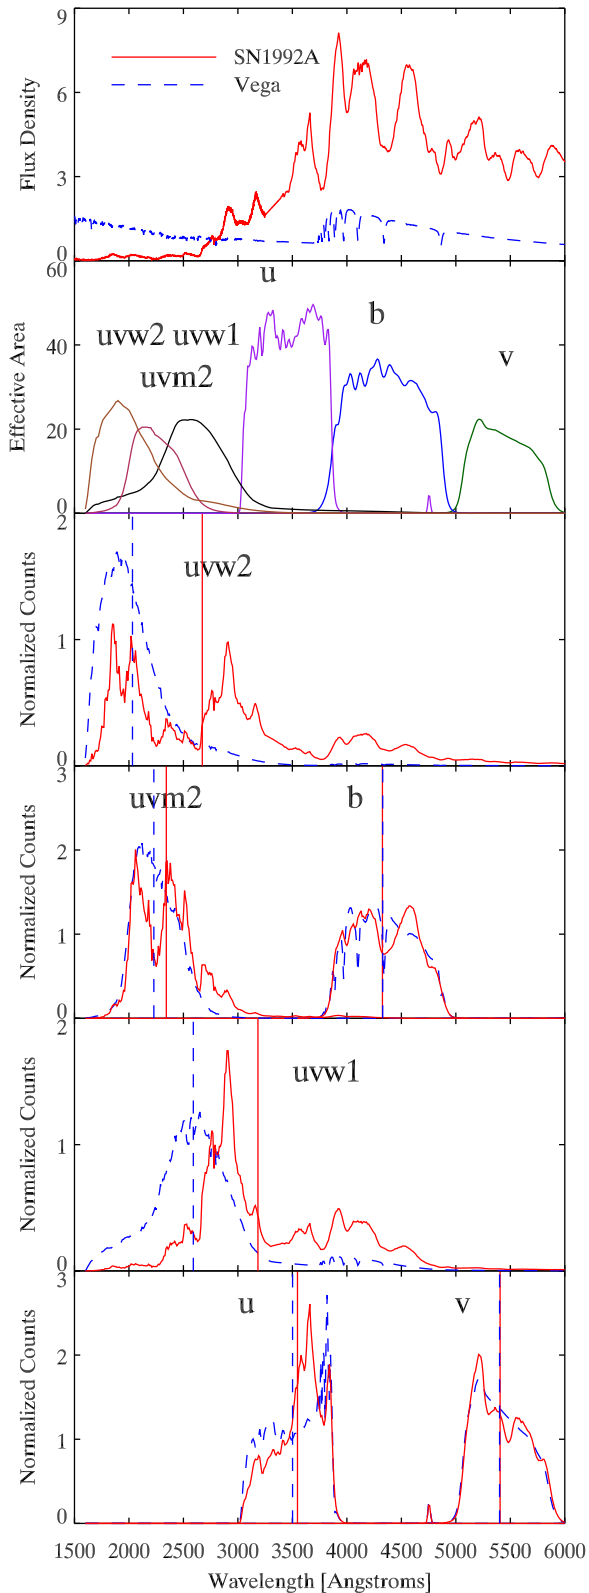 9
SN1992A
Vega
6
3
0
Flux Density
60
u
b
uvw2 uvw1
v
uvm2
40
20
0
Effective Area
2
uvw2
1
0
Normalized Counts
3
uvm2
b
2
1
0
Normalized Counts
2
uvw1
1
0
Normalized Counts
3
u
v
2
1
0
Normalized Counts
1500 2000 2500 3000 3500 4000 4500 5000 5500 6000
Wavelength [Angstroms]